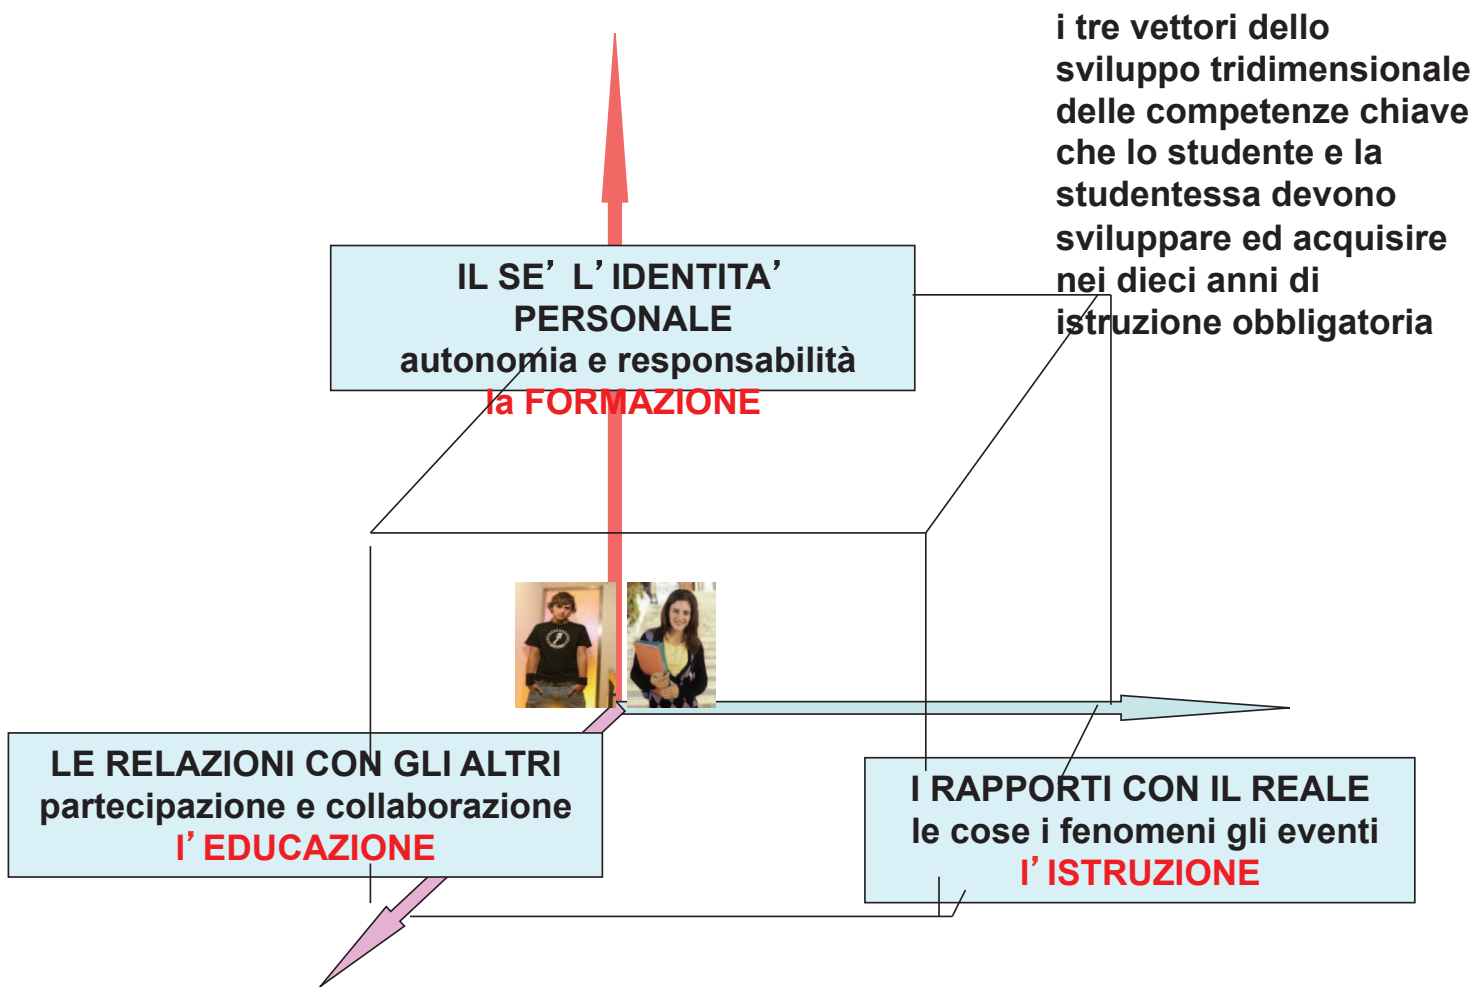 i tre vettori dello
sviluppo tridimensionale
delle competenze chiave
che lo studente e la
studentessa devono
sviluppare ed acquisire
nei dieci anni di
istruzione obbligatoria
IL SE’ L’IDENTITA’
PERSONALE
autonomia e responsabilità
la FORMAZIONE
LE RELAZIONI CON GLI ALTRI
partecipazione e collaborazione
l’EDUCAZIONE
I RAPPORTI CON IL REALE
le cose i fenomeni gli eventi
l’ISTRUZIONE